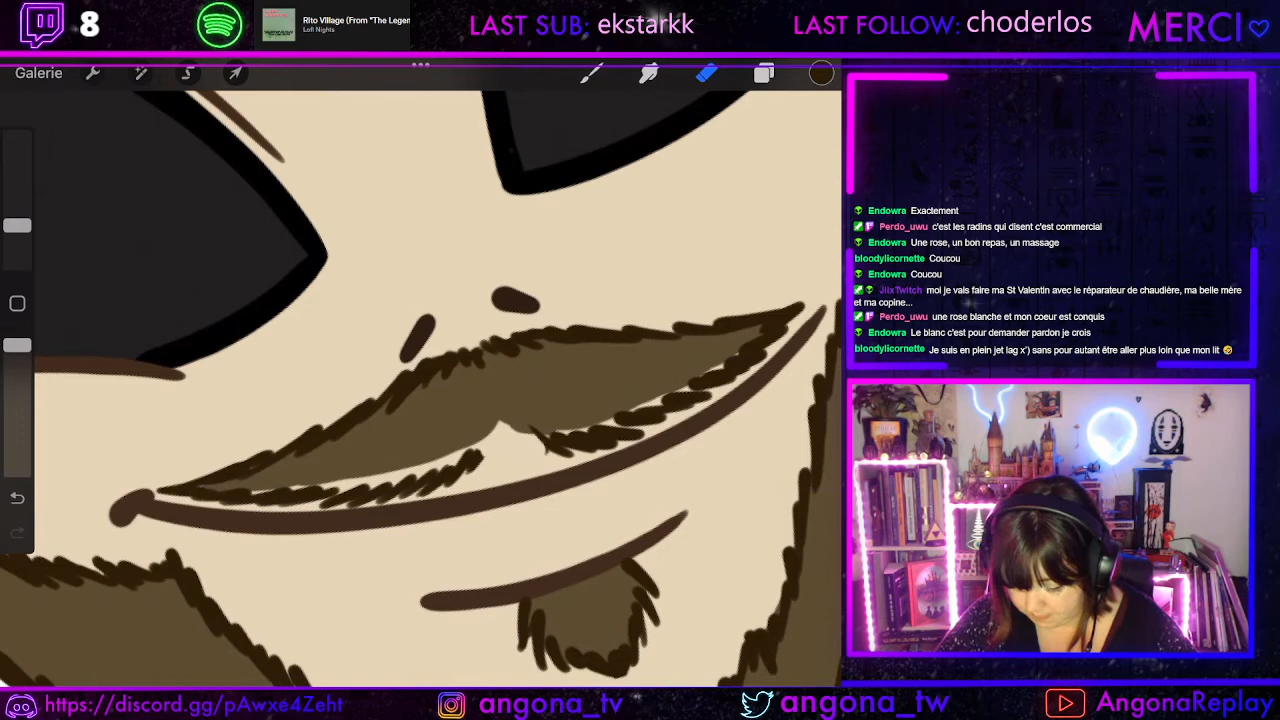 8
Rito Village (From "The Legen
Lofi Nights
LAST SUB: ekstarkk
LAST FOLLOW: choderlos
MERCI
Galerie
Endowra Exactement
Perdo_uwu c'est les radins qui disent c'est commercial
Endowra Une rose, un bon repas, un massage
bloodylicornette Coucou
Endowra Coucou
JilixTwitch moi je vais faire ma St Valentin avec le réparateur de chaudière, ma belle mère
et ma copine...
Perdo_uwu une rose blanche et mon coeur est conquis
Endowra Le blanc c'est pour demander pardon je crois
bloodylicornette Je suis en plein jet lag x') sans pour autant être aller plus loin que mon lit
https://discord.gg/pAwxe4Zeht
angona_tv
angona_tw
AngonaReplay